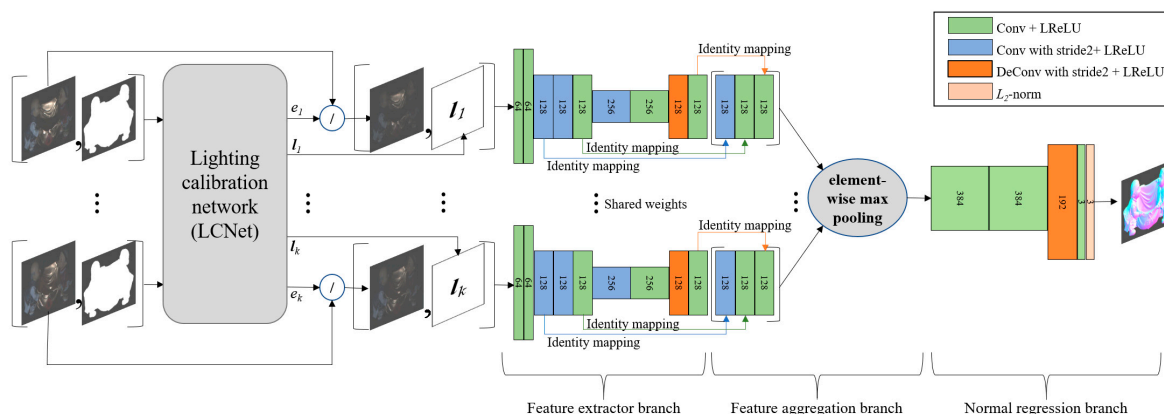 Conv + LReLU
Conv with stride2+ LReLU
DeConv with stride2 + LReLU
L2-norm
Identity mapping
, e1 / , l1
l1
64 64 128 128 128 256 256 128 128 128 128 128
Identity mapping
Identity mapping
Lighting
calibration
network
(LCNet)
Shared weights
element-
wise max
pooling
384 384 192 3 3
Identity mapping
lk
, ek / , lk
64 64 128 128 128 256 256 128 128 128 128 128
Identity mapping
Identity mapping
Feature extractor branch
Feature aggregation branch
Normal regression branch